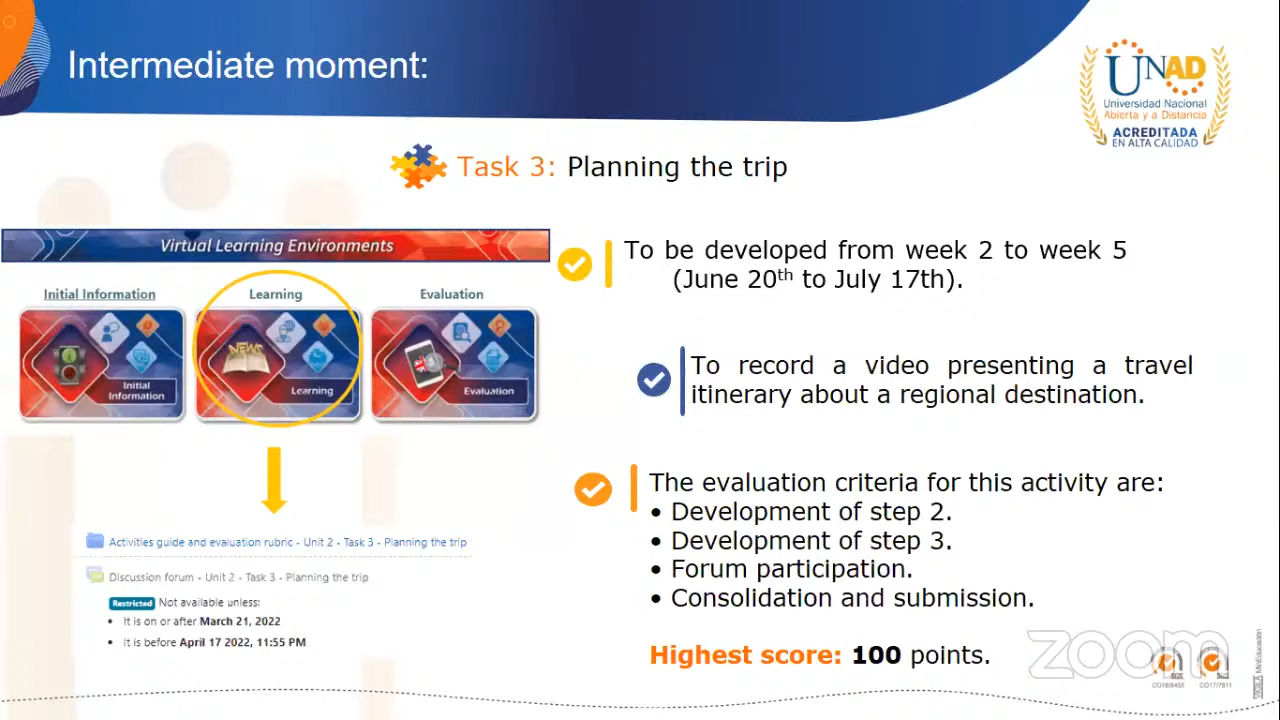 Intermediate moment:
UNAD
Universidad Nacional
Abierta y a Distancia
ACREDITADA
EN ALTA CALIDAD
Task 3: Planning the trip
Virtual Learning Environments
Initial Information
Learning
Evaluation
Initial
Information
NEWS
Learning
Evaluation
To be developed from week 2 to week 5
(June 20th to July 17th).
To record a video presenting a travel
itinerary about a regional destination.
Activities guide and evaluation rubric - Unit 2 - Task 3 - Planning the trip
Discussion forum - Unit 2 - Task 3 - Planning the trip
Restricted Not available unless:
• It is on or after March 21, 2022
• It is before April 17 2022, 11:55 PM
The evaluation criteria for this activity are:
• Development of step 2.
• Development of step 3.
• Forum participation.
• Consolidation and submission.
Highest score: 100 points.
zoom
SGS
SGS